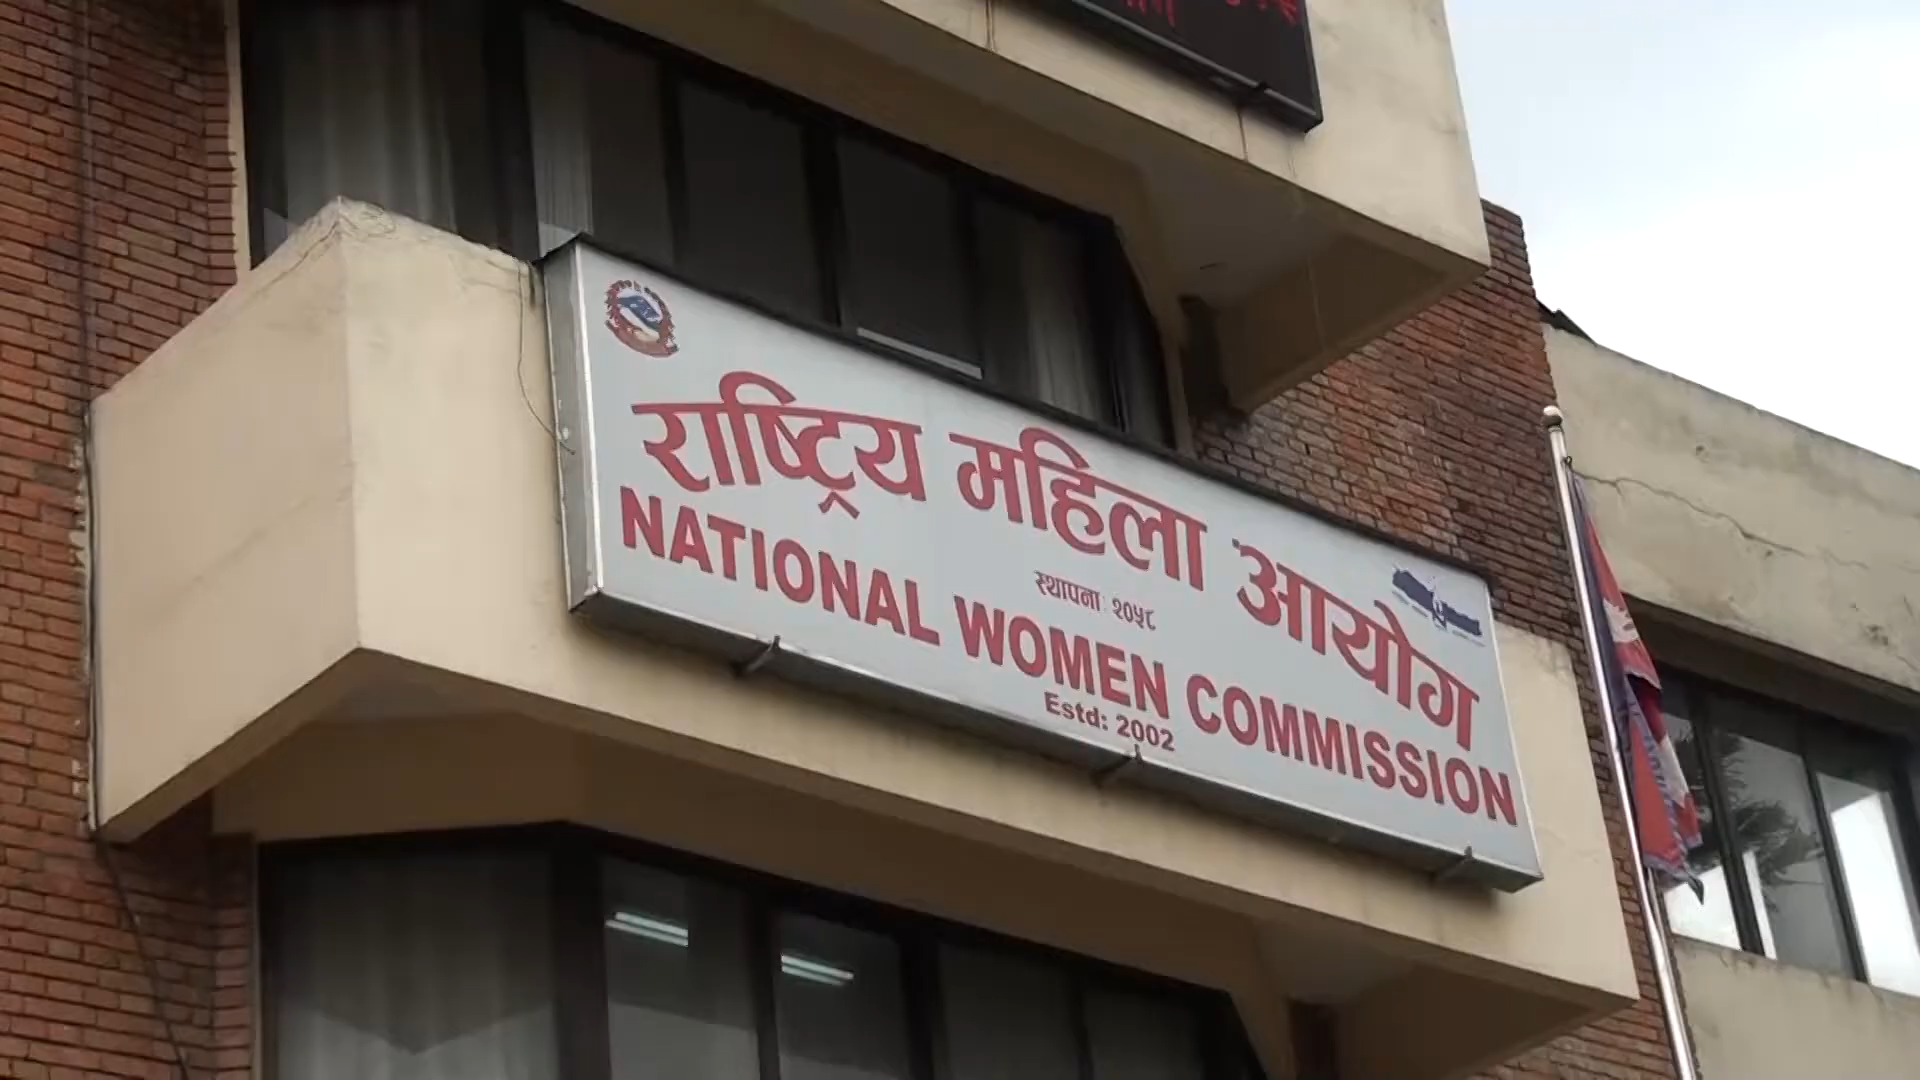 राष्ट्रिय महिला आयोग
स्थापना: २०५८
NATIONAL WOMEN COMMISSION
Estd: 2002